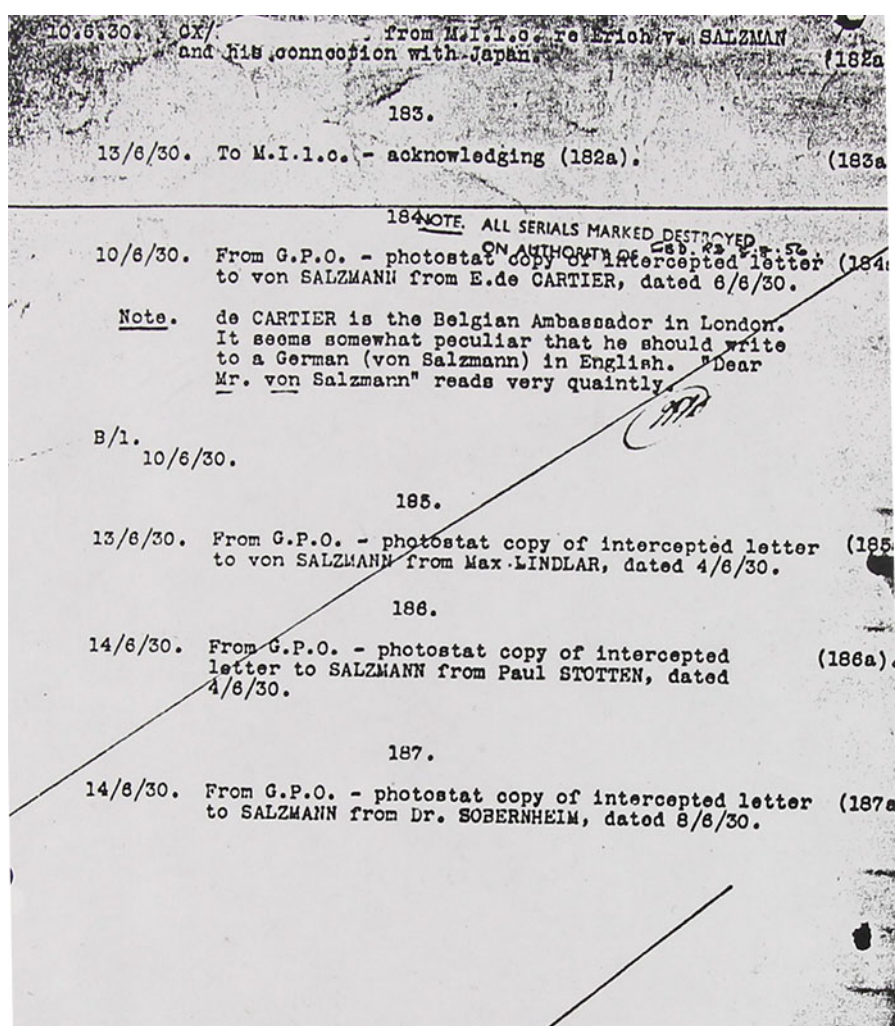 10.6.30. CX/ from M.I.1.c. re Erich v. SALZMAN
and his connection with Japan. (182a
183.
13/6/30. To M.I.1.c. - acknowledging (182a). (183a
184.
NOTE. ALL SERIALS MARKED DESTROYED
ON AUTHORITY OF
10/6/30. From G.P.O. - photostat copy of intercepted letter (184a
to von SALZMANN from E.de CARTIER, dated 6/6/30.
Note. de CARTIER is the Belgian Ambassador in London.
It seems somewhat peculiar that he should write
to a German (von Salzmann) in English. "Dear
Mr. von Salzmann" reads very quaintly.
B/1.
10/6/30.
185.
13/6/30. From G.P.O. - photostat copy of intercepted letter (185
to von SALZMANN from Max LINDLAR, dated 4/6/30.
186.
14/6/30. From G.P.O. - photostat copy of intercepted (186a).
letter to SALZMANN from Paul STOTTEN, dated
4/6/30.
187.
14/6/30. From G.P.O. - photostat copy of intercepted letter (187a
to SALZMANN from Dr. SOBERNHEIM, dated 8/6/30.